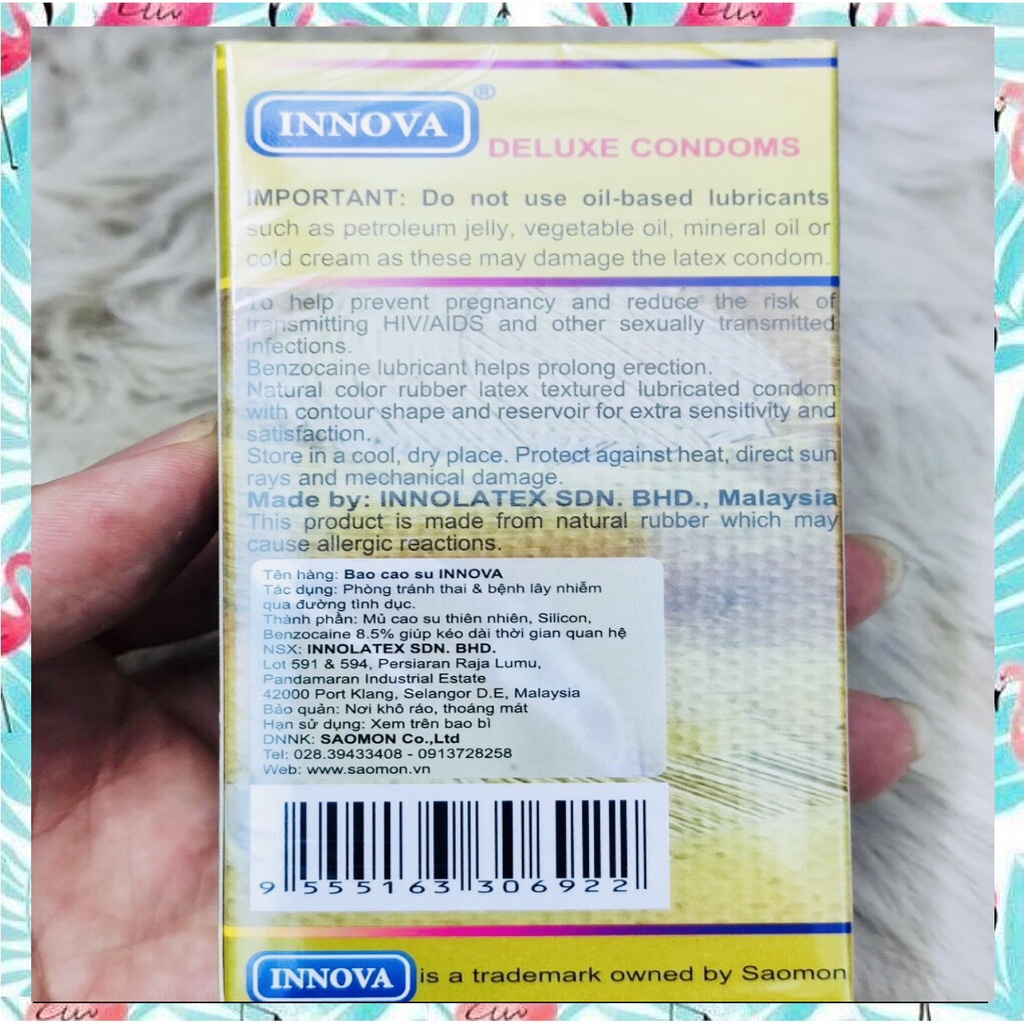 INNOVA®
DELUXE CONDOMS
IMPORTANT: Do not use oil-based lubricants
such as petroleum jelly, vegetable oil, mineral oil or
cold cream as these may damage the latex condom.
To help prevent pregnancy and reduce the risk of
transmitting HIV/AIDS and other sexually transmitted
infections.
Benzocaine lubricant helps prolong erection.
Natural color rubber latex textured lubricated condom
with contour shape and reservoir for extra sensitivity and
satisfaction.
Store in a cool, dry place. Protect against heat, direct sun
rays and mechanical damage.
Made by: INNOLATEX SDN. BHD., Malaysia
This product is made from natural rubber which may
cause allergic reactions.
Tên hàng: Bao cao su INNOVA
Tác dụng: Phòng tránh thai & bệnh lây nhiễm
qua đường tình dục.
Thành phần: Mủ cao su thiên nhiên, Silicon,
Benzocaine 8.5% giúp kéo dài thời gian quan hệ
NSX: INNOLATEX SDN. BHD.
Lot 591 & 594, Persiaran Raja Lumu,
Pandamaran Industrial Estate
42000 Port Klang, Selangor D.E, Malaysia
Bảo quản: Nơi khô ráo, thoáng mát
Hạn sử dụng: Xem trên bao bì
DNNK: SAOMON Co.,Ltd
Tel: 028.39433408 - 0913728258
Web: www.saomon.vn
9 555163 306922
INNOVA is a trademark owned by Saomon